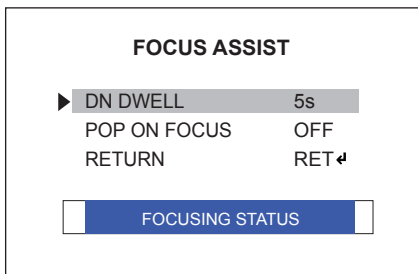 FOCUS ASSIST
DN DWELL 5s
POP ON FOCUS OFF
RETURN RET↲
FOCUSING STATUS